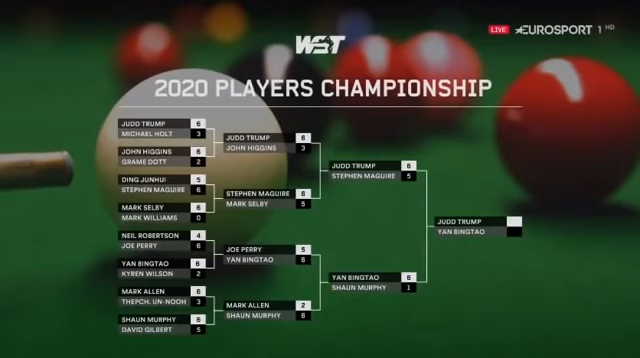 LIVE EUROSPORT 1 HD
WST
2020 PLAYERS CHAMPIONSHIP
JUDD TRUMP 6
MICHAEL HOLT 3
JOHN HIGGINS 6
GRAME DOTT 2
DING JUNHUI 5
STEPHEN MAGUIRE 6
MARK SELBY 6
MARK WILLIAMS 0
NEIL ROBERTSON 4
JOE PERRY 6
YAN BINGTAO 6
KYREN WILSON 2
MARK ALLEN 6
THEPCH. UN-NOOH 3
SHAUN MURPHY 6
DAVID GILBERT 5
JUDD TRUMP 6
JOHN HIGGINS 3
STEPHEN MAGUIRE 6
MARK SELBY 5
JOE PERRY 5
YAN BINGTAO 6
MARK ALLEN 2
SHAUN MURPHY 6
JUDD TRUMP 6
STEPHEN MAGUIRE 5
YAN BINGTAO 6
SHAUN MURPHY 1
JUDD TRUMP
YAN BINGTAO